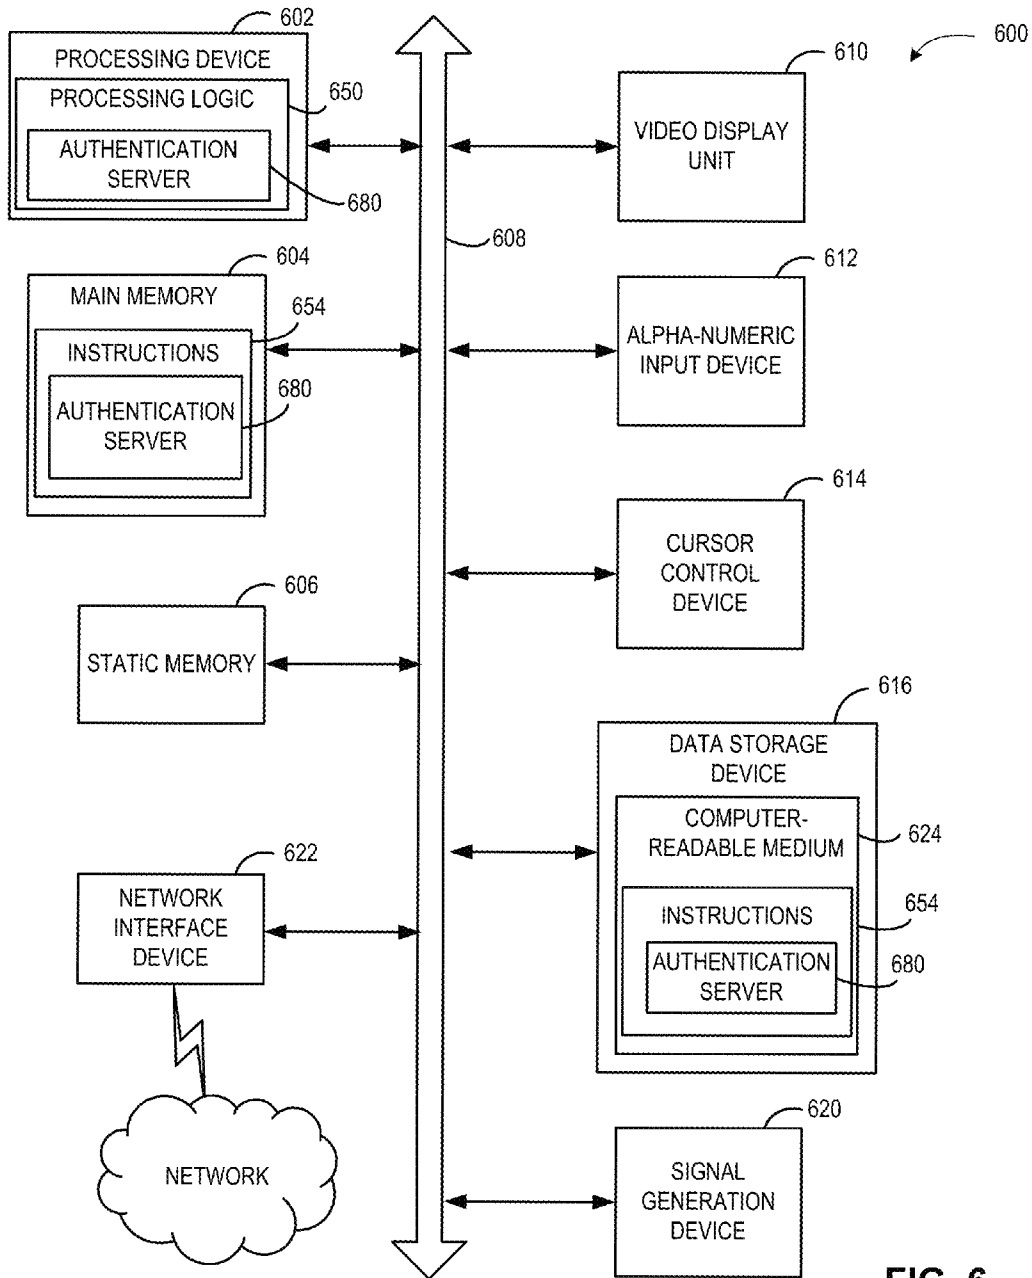 602
PROCESSING DEVICE
PROCESSING LOGIC
650
AUTHENTICATION
SERVER
680
600
610
VIDEO DISPLAY
UNIT
608
604
MAIN MEMORY
654
INSTRUCTIONS
680
AUTHENTICATION
SERVER
612
ALPHA-NUMERIC
INPUT DEVICE
614
CURSOR
CONTROL
DEVICE
606
STATIC MEMORY
616
DATA STORAGE
DEVICE
COMPUTER-
READABLE MEDIUM
624
INSTRUCTIONS
654
AUTHENTICATION
SERVER
680
622
NETWORK
INTERFACE
DEVICE
NETWORK
620
SIGNAL
GENERATION
DEVICE
FIG. 6